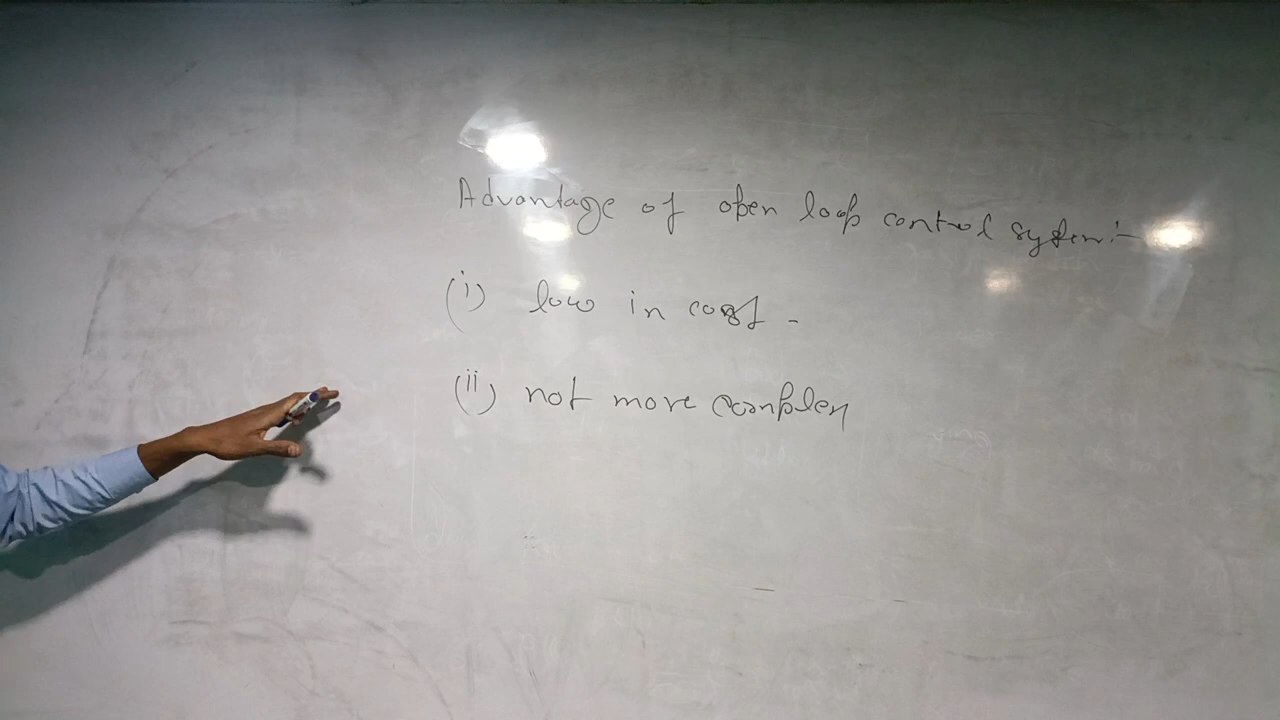 Advantage of open loop control system:-
(i) low in cost -
(ii) not more complex